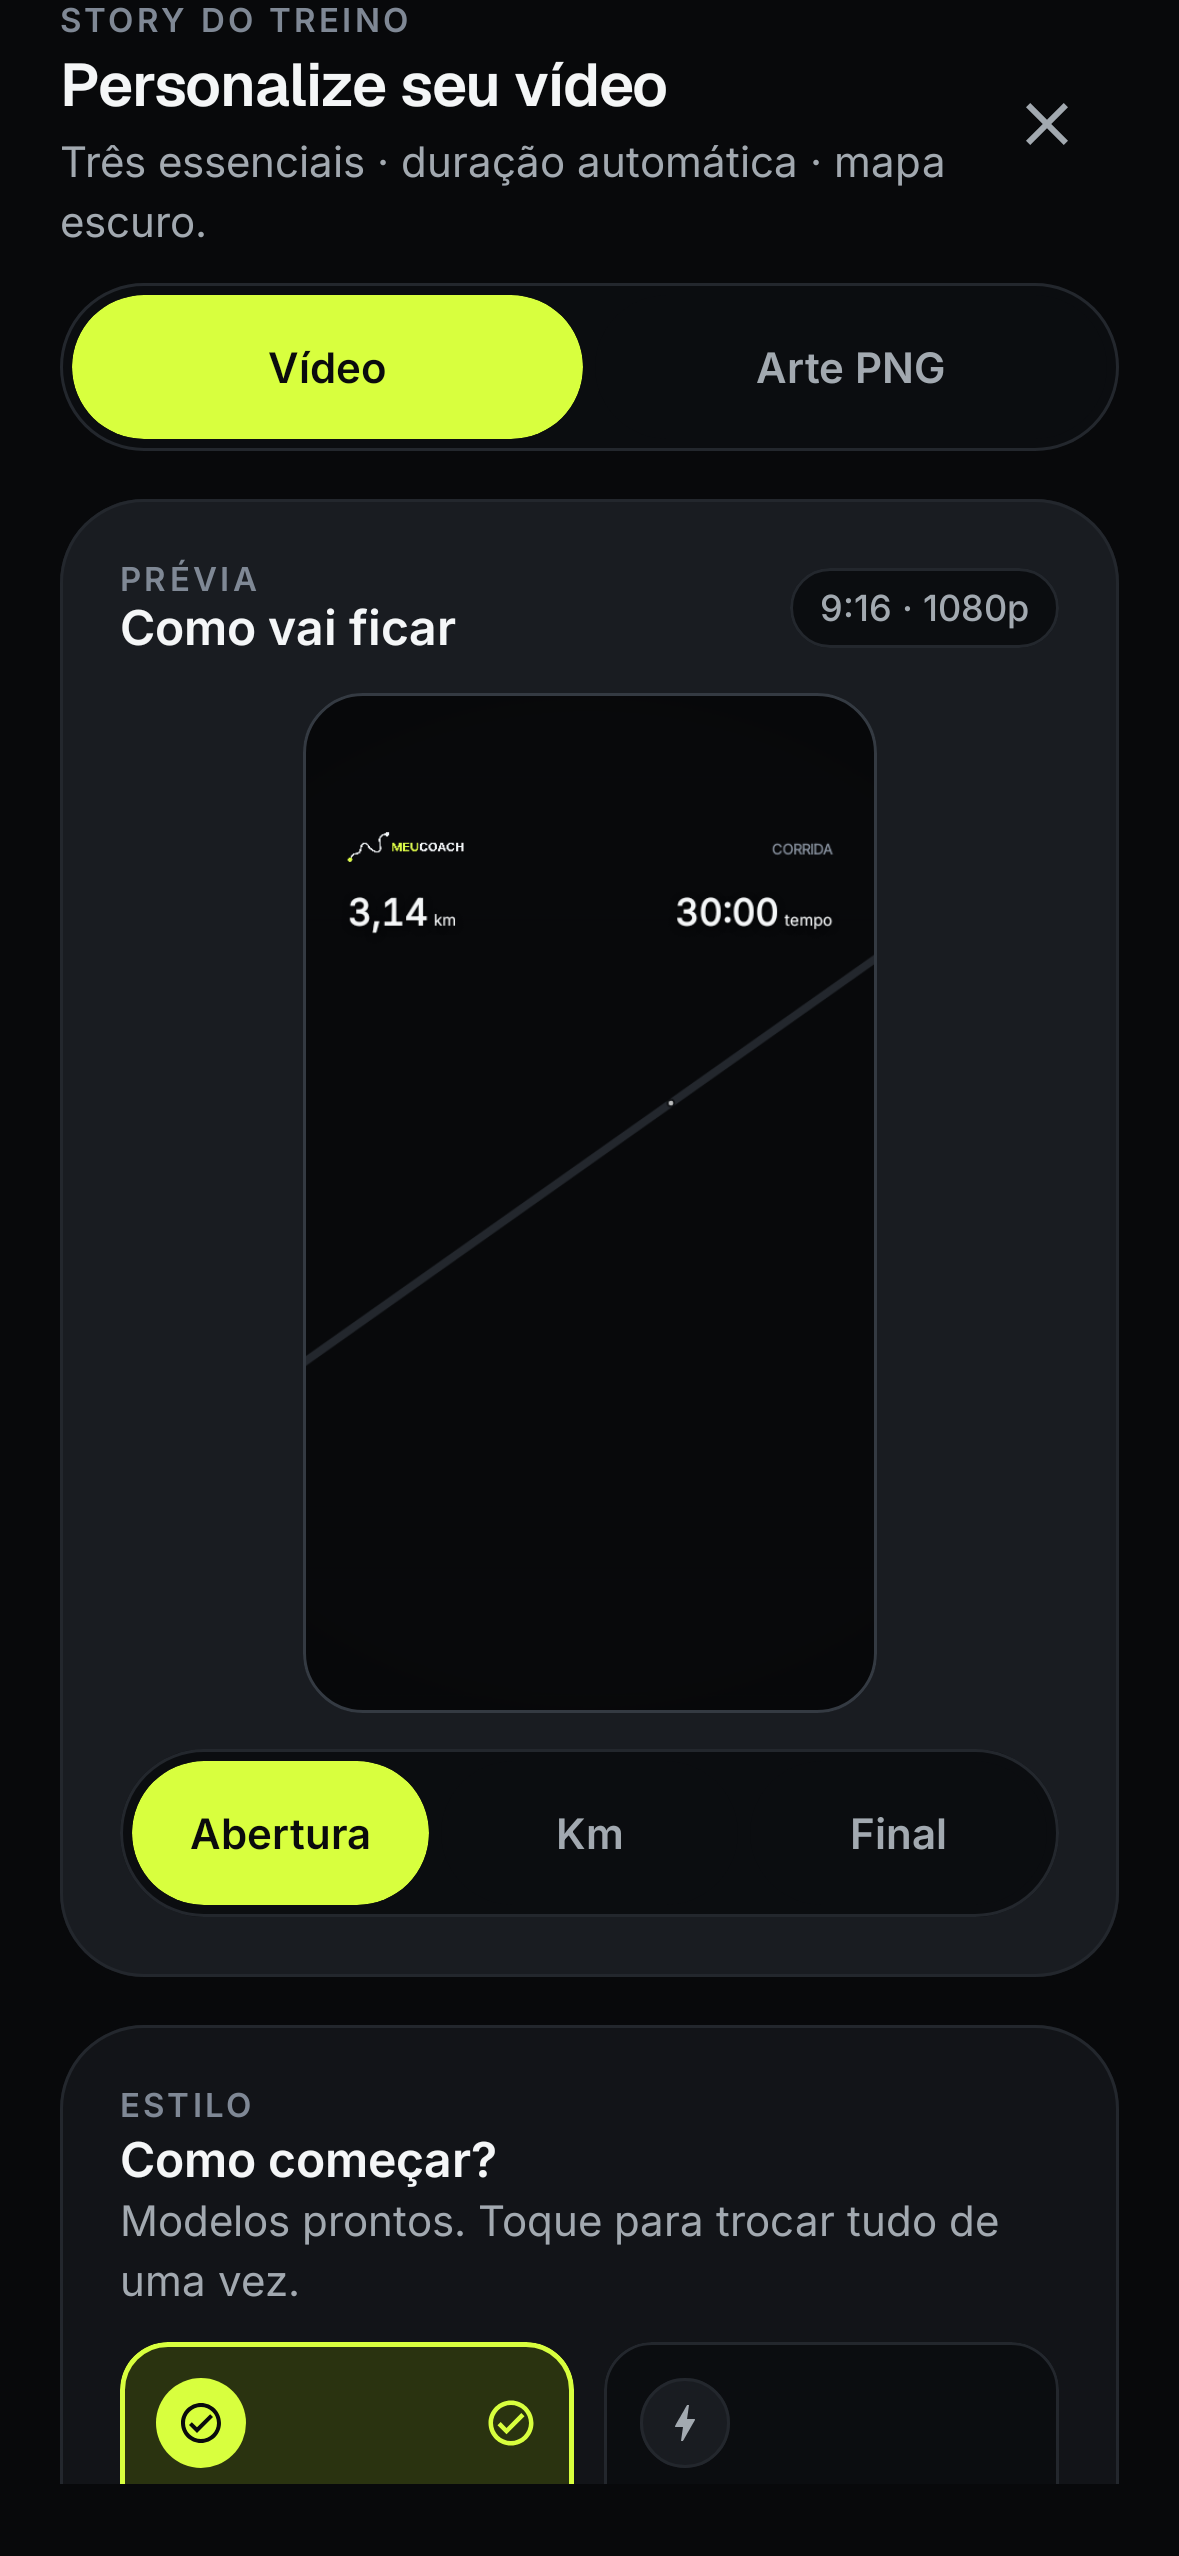 STORY DO TREINO
Personalize seu vídeo
Três essenciais · duração automática · mapa
escuro.
Vídeo
Arte PNG
PRÉVIA
Como vai ficar
9:16 · 1080p
MEUCOACH
CORRIDA
3,14 km
30:00 tempo
Abertura
Km
Final
ESTILO
Como começar?
Modelos prontos. Toque para trocar tudo de
uma vez.